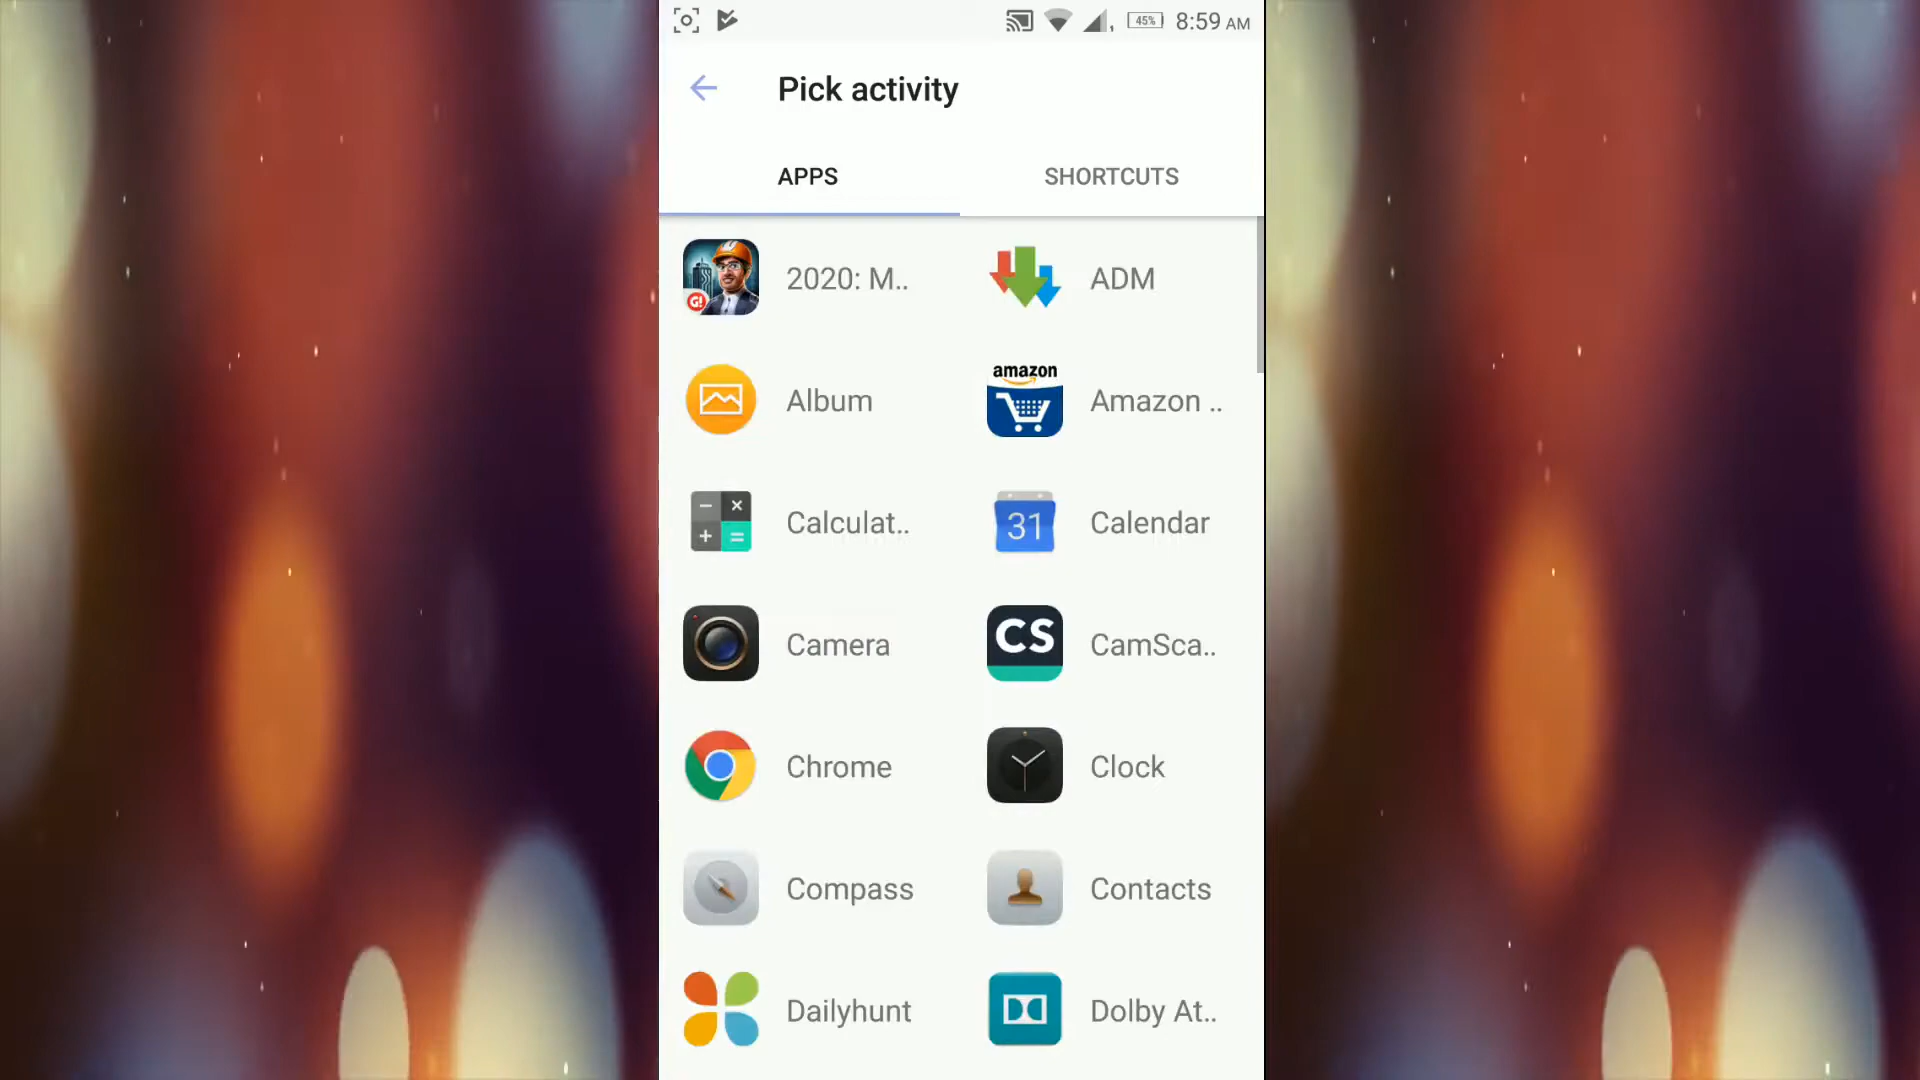 45% 8:59 AM
Pick activity
APPS SHORTCUTS
G!
2020: M.. ADM
amazon
Album Amazon ..
Calculat.. 31 Calendar
Camera CS CamSca..
Chrome Clock
Compass Contacts
Dailyhunt Dolby At..